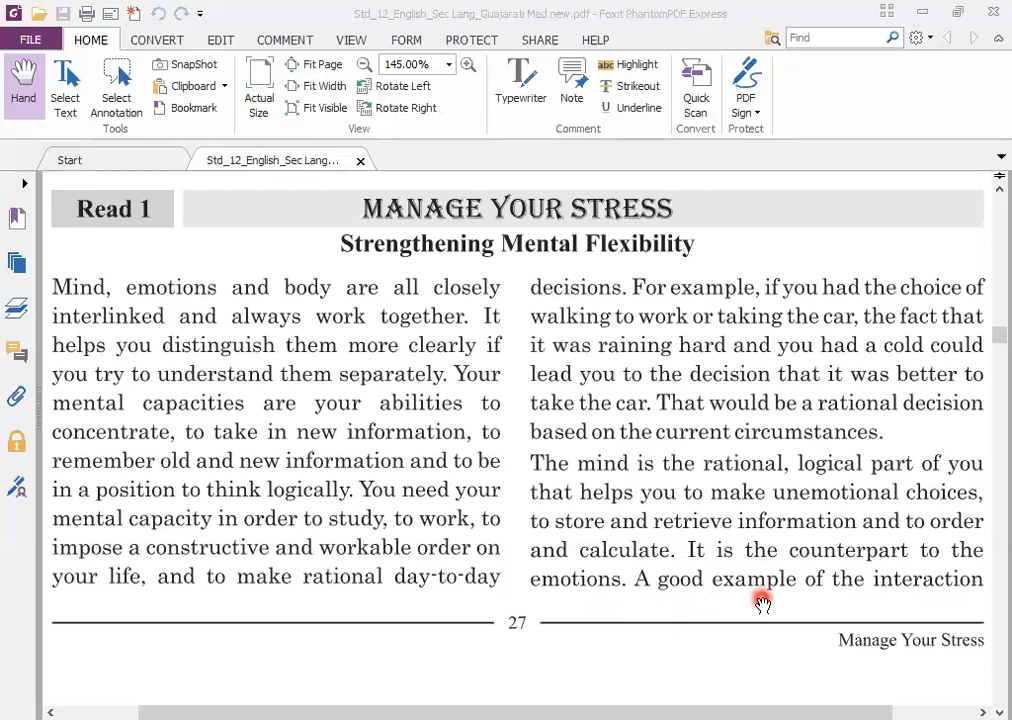 Std_12_English_Sec Lang_Guajarati Med new.pdf - Foxit PhantomPDF Express
FILE HOME CONVERT EDIT COMMENT VIEW FORM PROTECT SHARE HELP Find
Hand
Select Text
Select Annotation
SnapShot
Clipboard
Bookmark
Tools
Actual Size
Fit Page
Fit Width
Fit Visible
145.00%
Rotate Left
Rotate Right
View
Typewriter
Note
abc Highlight
Strikeout
U Underline
Comment
Quick Scan
Convert
PDF Sign
Protect
Start
Std_12_English_Sec Lang...
Read 1
MANAGE YOUR STRESS
Strengthening Mental Flexibility
Mind, emotions and body are all closely
interlinked and always work together. It
helps you distinguish them more clearly if
you try to understand them separately. Your
mental capacities are your abilities to
concentrate, to take in new information, to
remember old and new information and to be
in a position to think logically. You need your
mental capacity in order to study, to work, to
impose a constructive and workable order on
your life, and to make rational day-to-day
decisions. For example, if you had the choice of
walking to work or taking the car, the fact that
it was raining hard and you had a cold could
lead you to the decision that it was better to
take the car. That would be a rational decision
based on the current circumstances.
The mind is the rational, logical part of you
that helps you to make unemotional choices,
to store and retrieve information and to order
and calculate. It is the counterpart to the
emotions. A good example of the interaction
27
Manage Your Stress